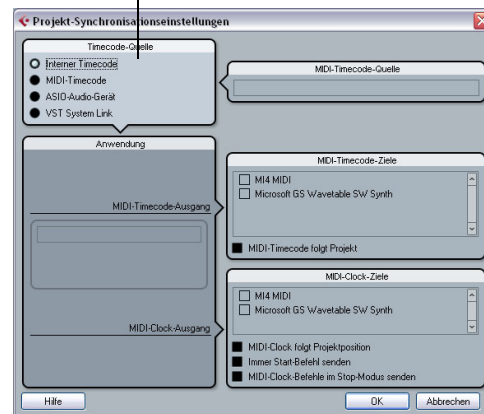 Projekt-Synchronisationseinstellungen
Timecode-Quelle
Interner Timecode
MIDI-Timecode
ASIO-Audio-Gerät
VST System Link
MIDI-Timecode-Quelle
Anwendung
MIDI-Timecode-Ausgang
MIDI-Clock-Ausgang
MIDI-Timecode-Ziele
MI4 MIDI
Microsoft GS Wavetable SW Synth
MIDI-Timecode folgt Projekt
MIDI-Clock-Ziele
MI4 MIDI
Microsoft GS Wavetable SW Synth
MIDI-Clock folgt Projektposition
Immer Start-Befehl senden
MIDI-Clock-Befehle im Stop-Modus senden
Hilfe
OK
Abbrechen